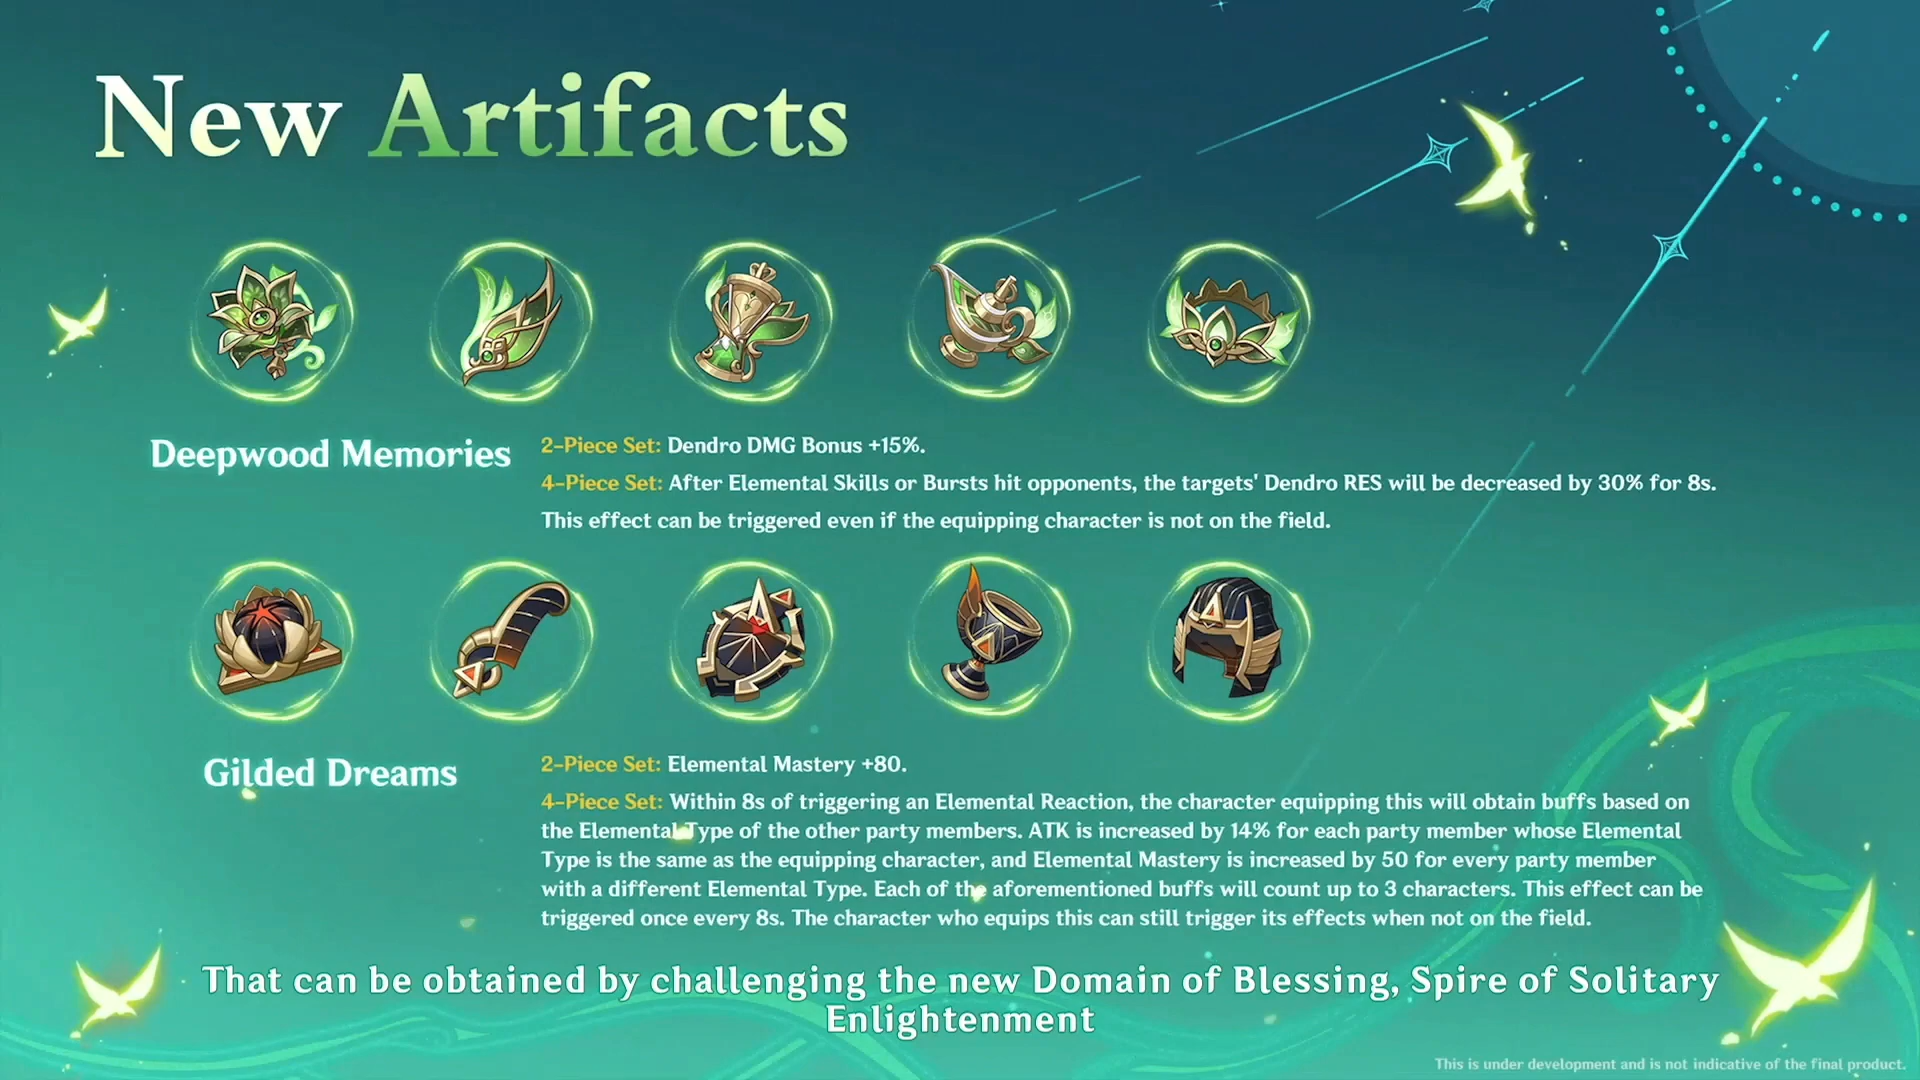 New Artifacts
Deepwood Memories
2-Piece Set: Dendro DMG Bonus +15%.
4-Piece Set: After Elemental Skills or Bursts hit opponents, the targets' Dendro RES will be decreased by 30% for 8s.
This effect can be triggered even if the equipping character is not on the field.
Gilded Dreams
2-Piece Set: Elemental Mastery +80.
4-Piece Set: Within 8s of triggering an Elemental Reaction, the character equipping this will obtain buffs based on
the Elemental Type of the other party members. ATK is increased by 14% for each party member whose Elemental
Type is the same as the equipping character, and Elemental Mastery is increased by 50 for every party member
with a different Elemental Type. Each of the aforementioned buffs will count up to 3 characters. This effect can be
triggered once every 8s. The character who equips this can still trigger its effects when not on the field.
That can be obtained by challenging the new Domain of Blessing, Spire of Solitary
Enlightenment
This is under development and is not indicative of the final product.